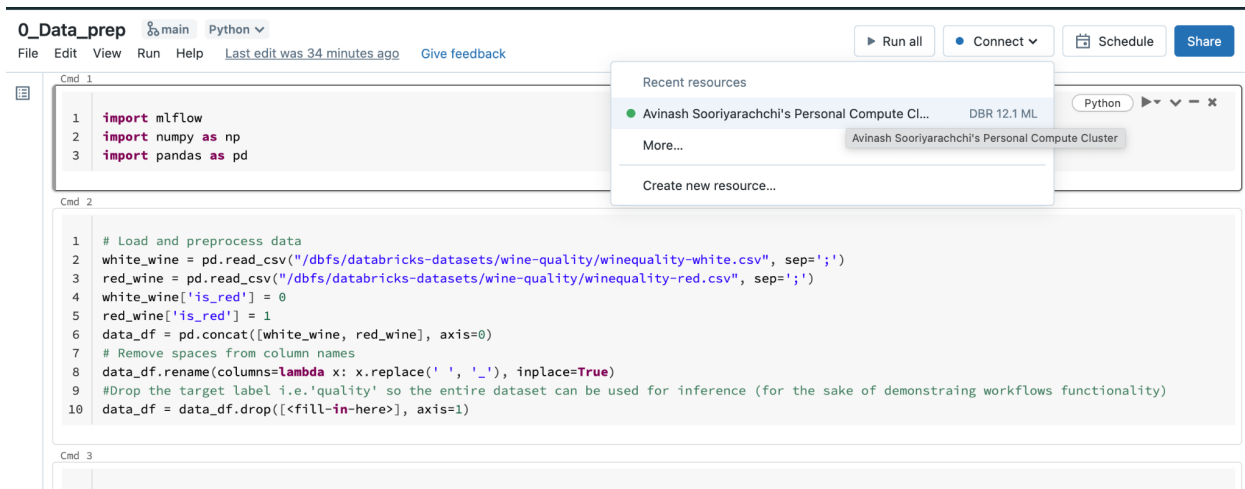 0_Data_prep main Python
File Edit View Run Help Last edit was 34 minutes ago Give feedback
Run all Connect Schedule Share
Recent resources
Avinash Sooriyarachchi's Personal Compute Cl... DBR 12.1 ML
Avinash Sooriyarachchi's Personal Compute Cluster
More...
Create new resource...
Cmd 1
Python
1 import mlflow
2 import numpy as np
3 import pandas as pd
Cmd 2
1 # Load and preprocess data
2 white_wine = pd.read_csv("/dbfs/databricks-datasets/wine-quality/winequality-white.csv", sep=';')
3 red_wine = pd.read_csv("/dbfs/databricks-datasets/wine-quality/winequality-red.csv", sep=';')
4 white_wine['is_red'] = 0
5 red_wine['is_red'] = 1
6 data_df = pd.concat([white_wine, red_wine], axis=0)
7 # Remove spaces from column names
8 data_df.rename(columns=lambda x: x.replace(' ', '_'), inplace=True)
9 #Drop the target label i.e.'quality' so the entire dataset can be used for inference (for the sake of demonstraing workflows functionality)
10 data_df = data_df.drop([<fill-in-here>], axis=1)
Cmd 3